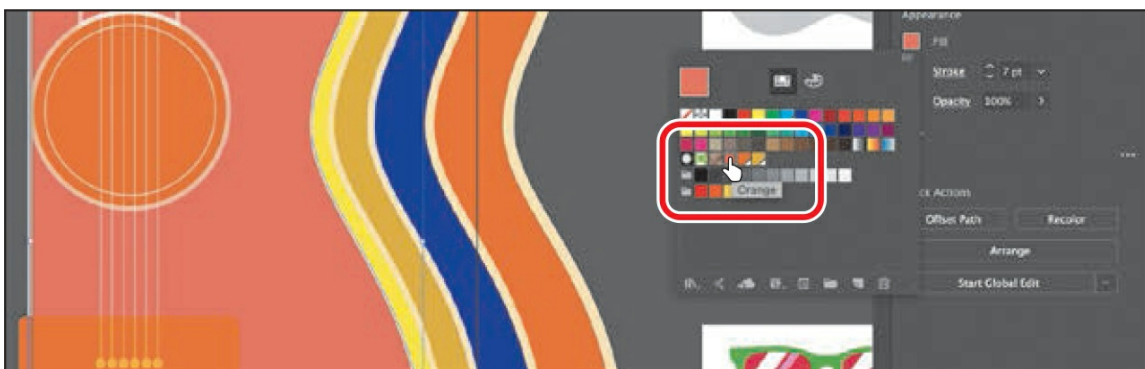 Appearance
Fill
Stroke 7 pt
Opacity 100%
Orange
Offset Path Recolor
Arrange
Start Global Edit